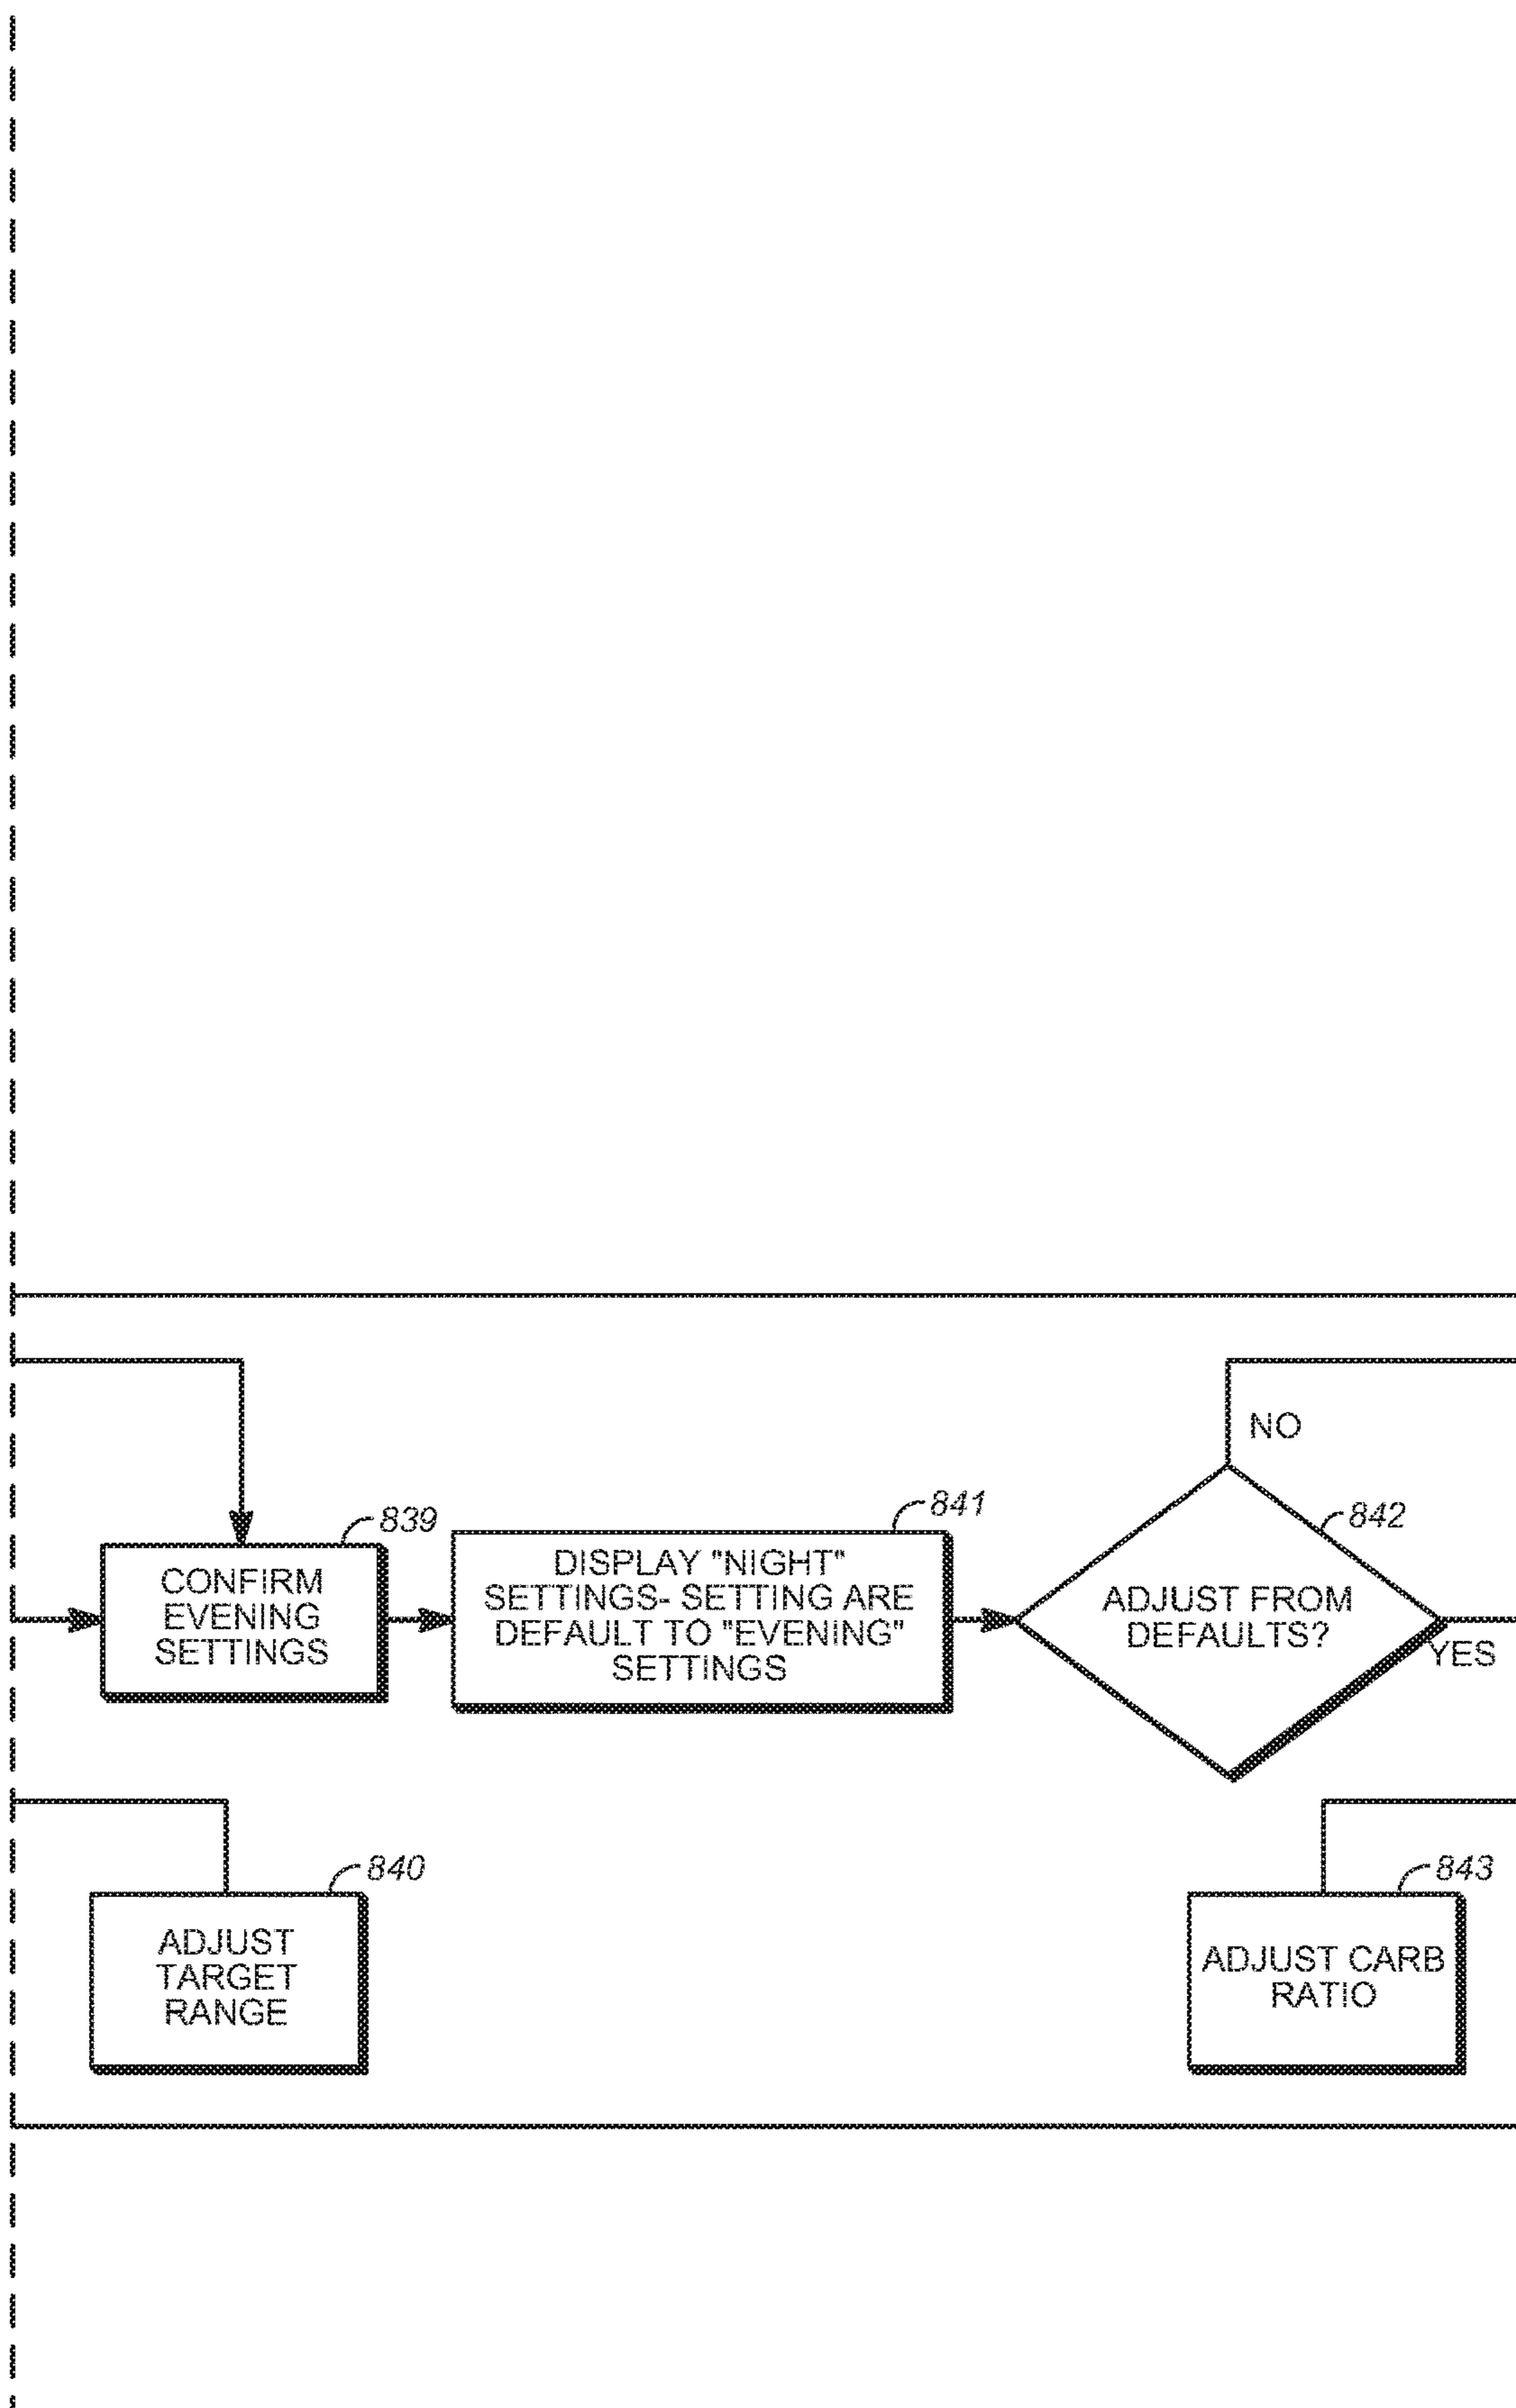 NO
839
CONFIRM
EVENING
SETTINGS
841
DISPLAY "NIGHT"
SETTINGS- SETTING ARE
DEFAULT TO "EVENING"
SETTINGS
842
ADJUST FROM
DEFAULTS?
YES
840
ADJUST
TARGET
RANGE
843
ADJUST CARB
RATIO